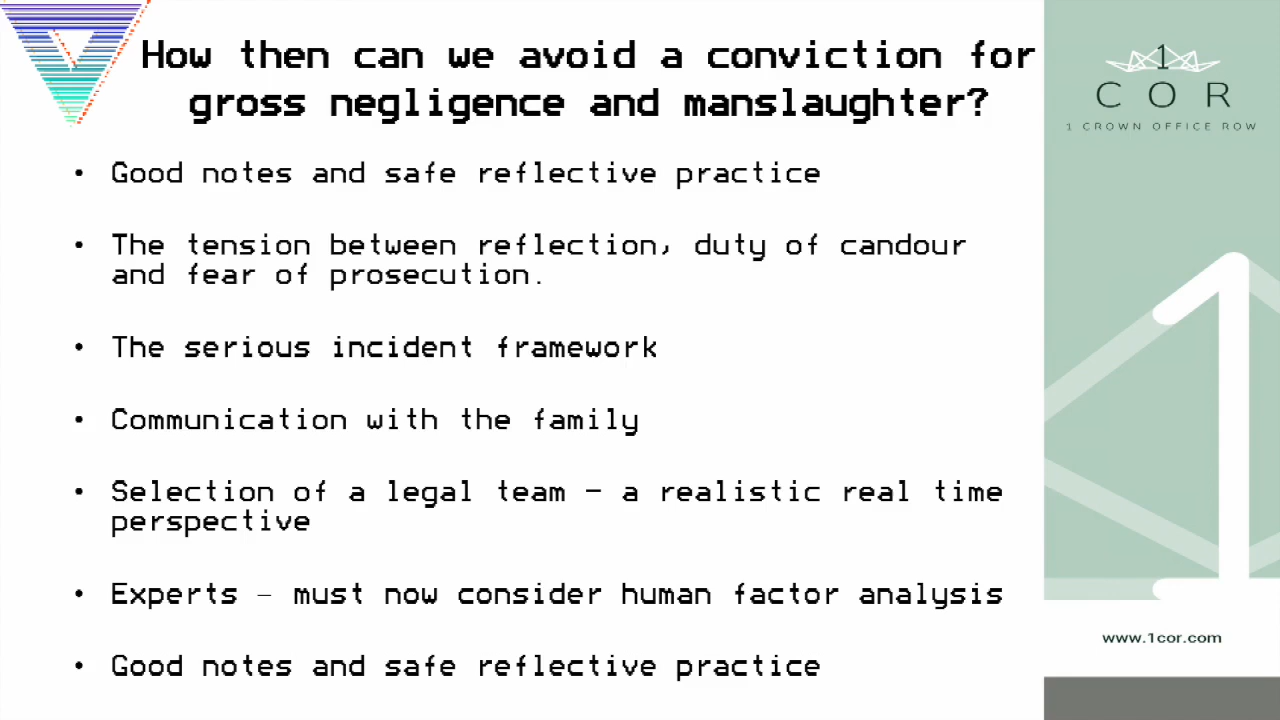 How then can we avoid a conviction for
gross negligence and manslaughter?
• Good notes and safe reflective practice
• The tension between reflection, duty of candour
and fear of prosecution.
• The serious incident framework
• Communication with the family
• Selection of a legal team – a realistic real time
perspective
• Experts – must now consider human factor analysis
• Good notes and safe reflective practice
1
COR
1 CROWN OFFICE ROW
www.1cor.com